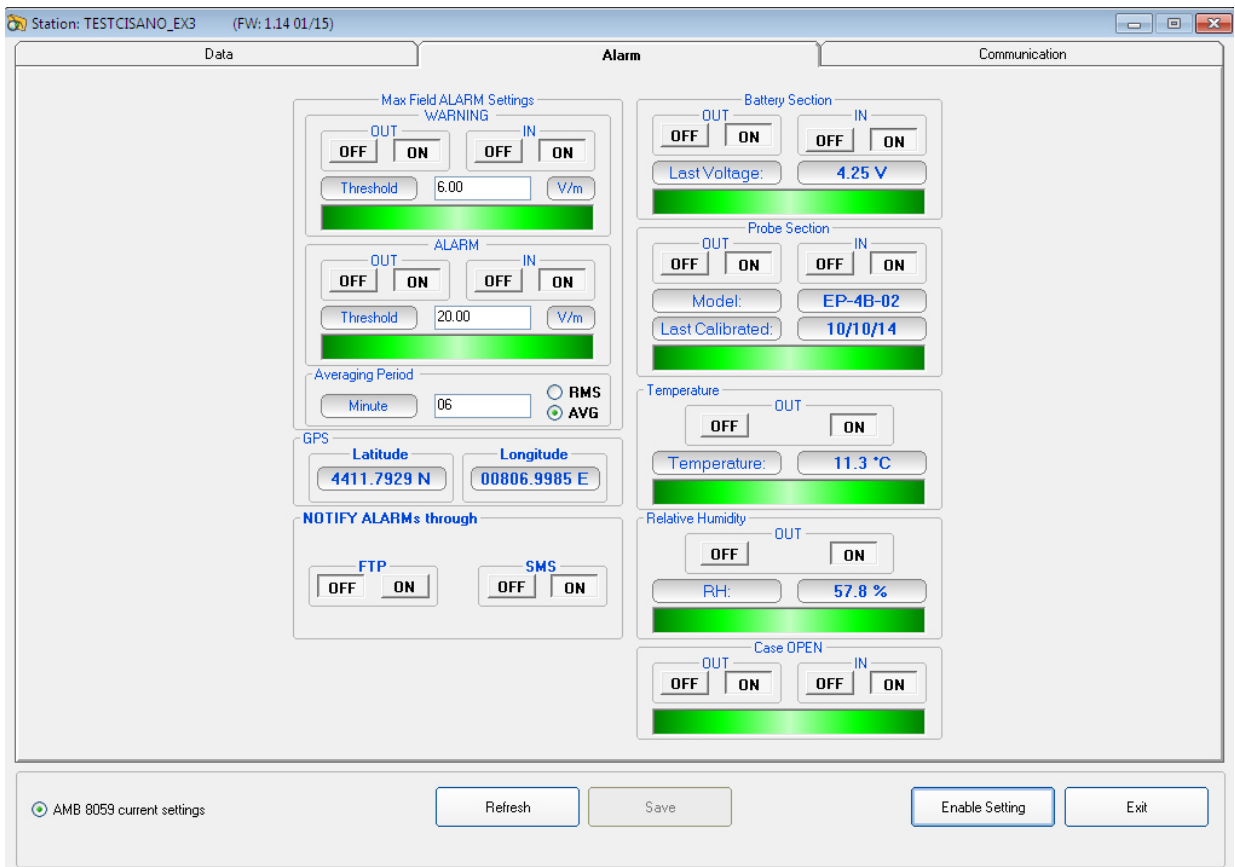 Station: TESTCISANO_EX3 (FW: 1.14 01/15)
Data Alarm Communication
Max Field ALARM Settings
WARNING
OUT IN
OFF ON OFF ON
Threshold 6.00 V/m
ALARM
OUT IN
OFF ON OFF ON
Threshold 20.00 V/m
Averaging Period
Minute 06
RMS
AVG
GPS
Latitude Longitude
4411.7929 N 00806.9985 E
NOTIFY ALARMs through
FTP SMS
OFF ON OFF ON
Battery Section
OUT IN
OFF ON OFF ON
Last Voltage: 4.25 V
Probe Section
OUT IN
OFF ON OFF ON
Model: EP-4B-02
Last Calibrated: 10/10/14
Temperature
OUT
OFF ON
Temperature: 11.3 °C
Relative Humidity
OUT
OFF ON
RH: 57.8 %
Case OPEN
OUT IN
OFF ON OFF ON
AMB 8059 current settings Refresh Save Enable Setting Exit